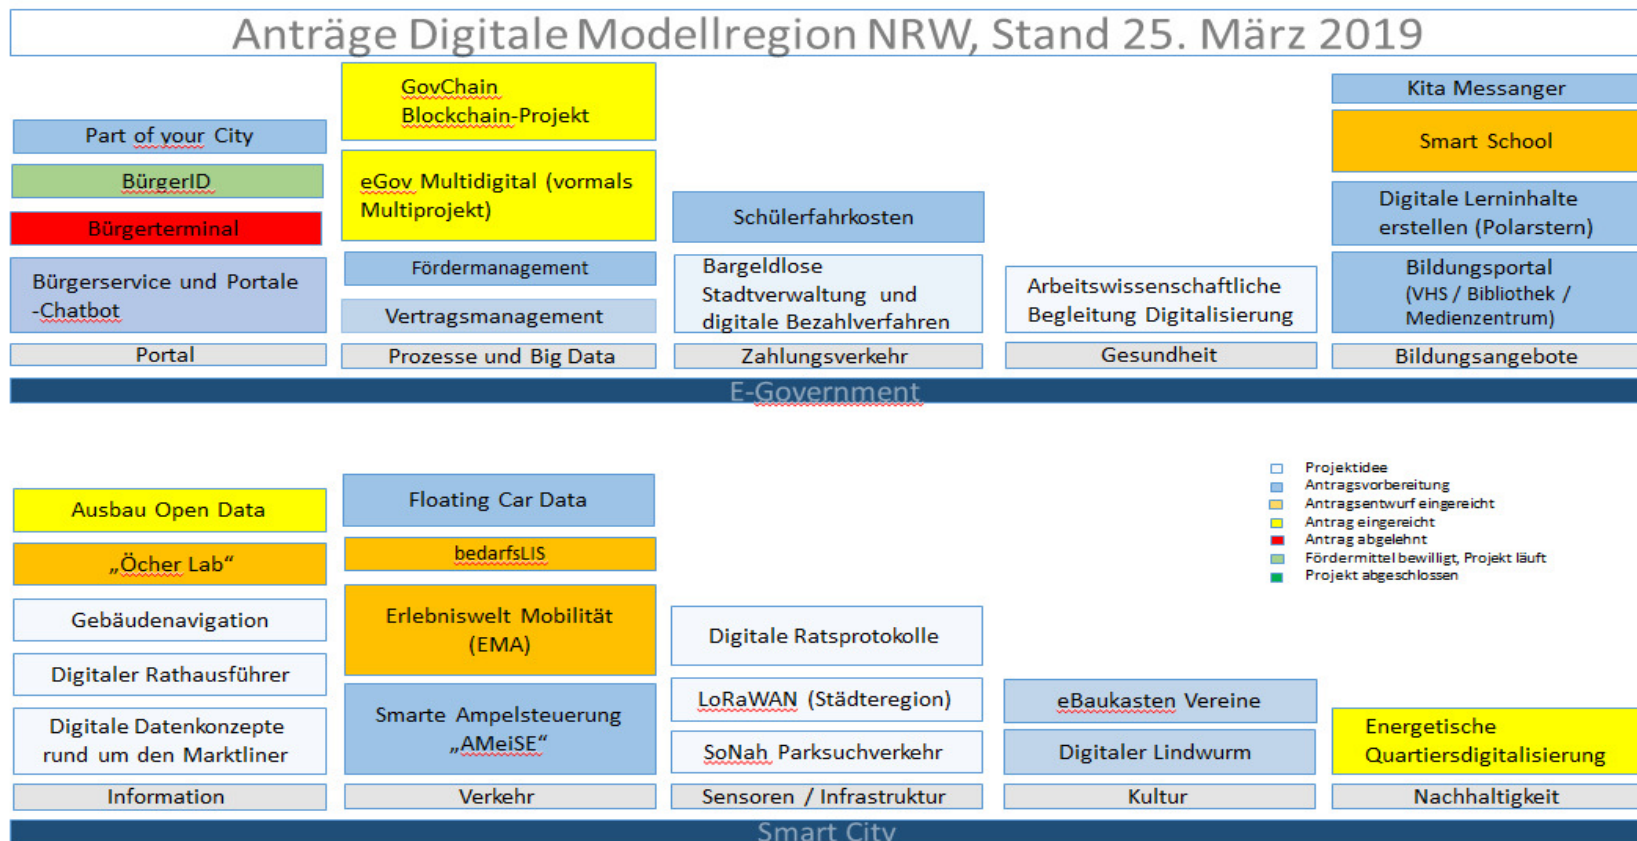 Anträge Digitale Modellregion NRW, Stand 25. März 2019
Part of your City
BürgerID
Bürgerterminal
Bürgerservice und Portale
-Chatbot
Portal
GovChain
Blockchain-Projekt
eGov Multidigital (vormals
Multiprojekt)
Fördermanagement
Vertragsmanagement
Prozesse und Big Data
Schülerfahrkosten
Bargeldlose
Stadtverwaltung und
digitale Bezahlverfahren
Zahlungsverkehr
Arbeitswissenschaftliche
Begleitung Digitalisierung
Gesundheit
Kita Messanger
Smart School
Digitale Lerninhalte
erstellen (Polarstern)
Bildungsportal
(VHS / Bibliothek /
Medienzentrum)
Bildungsangebote
E-Government
Projektidee
Antragsvorbereitung
Antragsentwurf eingereicht
Antrag eingereicht
Antrag abgelehnt
Fördermittel bewilligt, Projekt läuft
Projekt abgeschlossen
Ausbau Open Data
„Öcher Lab“
Gebäudenavigation
Digitaler Rathausführer
Digitale Datenkonzepte
rund um den Marktliner
Information
Floating Car Data
bedarfsLIS
Erlebniswelt Mobilität
(EMA)
Smarte Ampelsteuerung
„AMeiSE“
Verkehr
Digitale Ratsprotokolle
LoRaWAN (Städteregion)
SoNah Parksuchverkehr
Sensoren / Infrastruktur
eBaukasten Vereine
Digitaler Lindwurm
Kultur
Energetische
Quartiersdigitalisierung
Nachhaltigkeit
Smart City